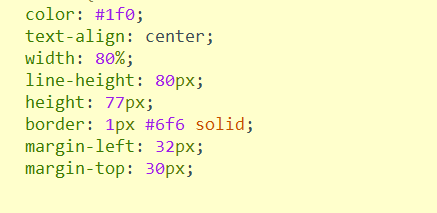 color: #1f0;
text-align: center;
width: 80%;
line-height: 80px;
height: 77px;
border: 1px #6f6 solid;
margin-left: 32px;
margin-top: 30px;